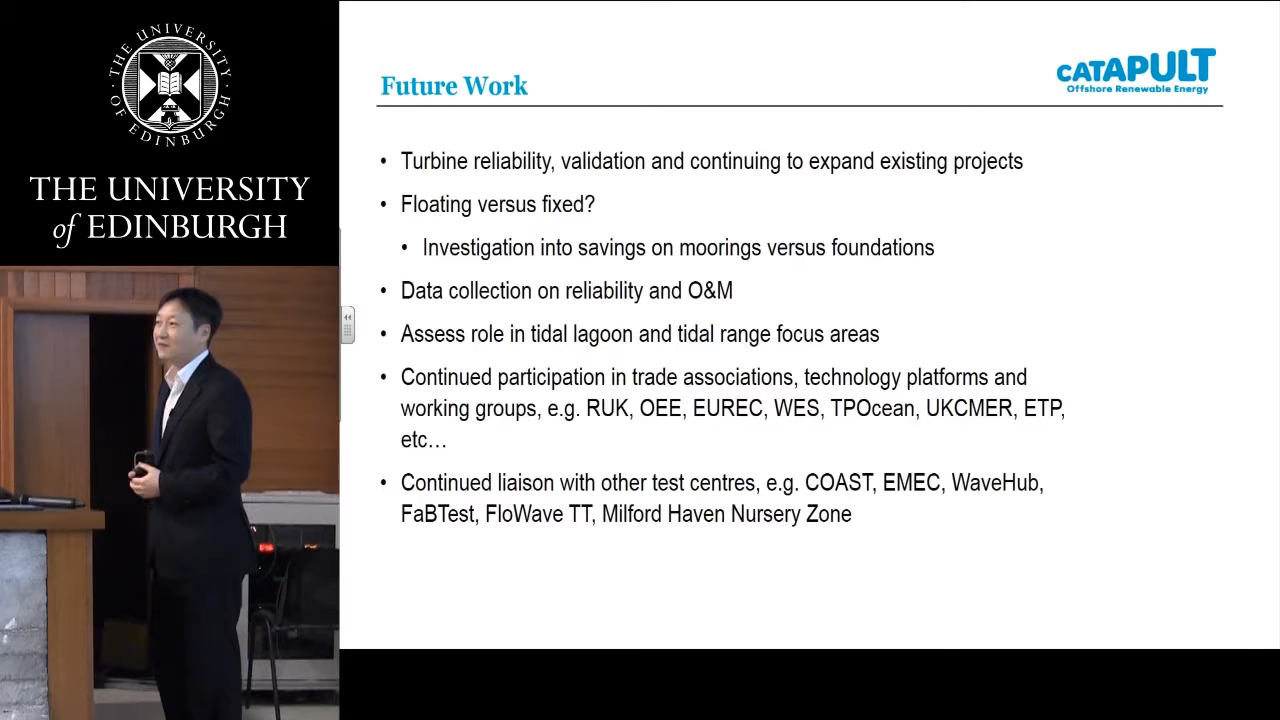 THE UNIVERSITY OF EDINBURGH
THE UNIVERSITY
of EDINBURGH
CATAPULT
Offshore Renewable Energy
Future Work
• Turbine reliability, validation and continuing to expand existing projects
• Floating versus fixed?
• Investigation into savings on moorings versus foundations
• Data collection on reliability and O&M
• Assess role in tidal lagoon and tidal range focus areas
• Continued participation in trade associations, technology platforms and
working groups, e.g. RUK, OEE, EUREC, WES, TPOcean, UKCMER, ETP,
etc…
• Continued liaison with other test centres, e.g. COAST, EMEC, WaveHub,
FaBTest, FloWave TT, Milford Haven Nursery Zone